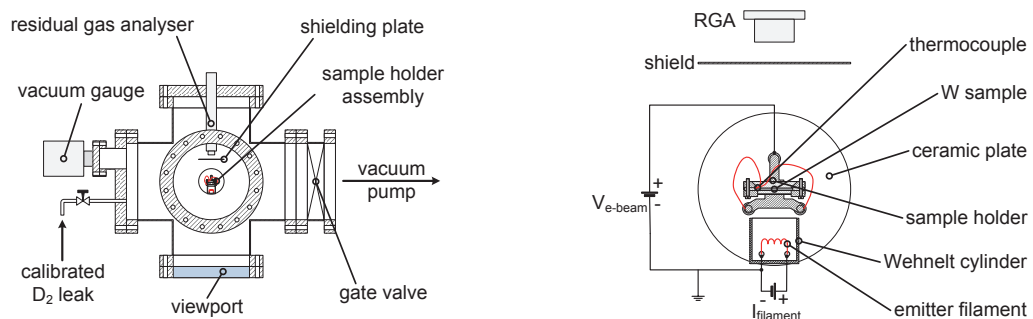 residual gas analyser
shielding plate
sample holder
assembly
vacuum gauge
vacuum
pump
calibrated
D2 leak
viewport
gate valve
RGA
shield
thermocouple
W sample
ceramic plate
+
-
Ve-beam
sample holder
Wehnelt cylinder
- +
Ifilament
emitter filament